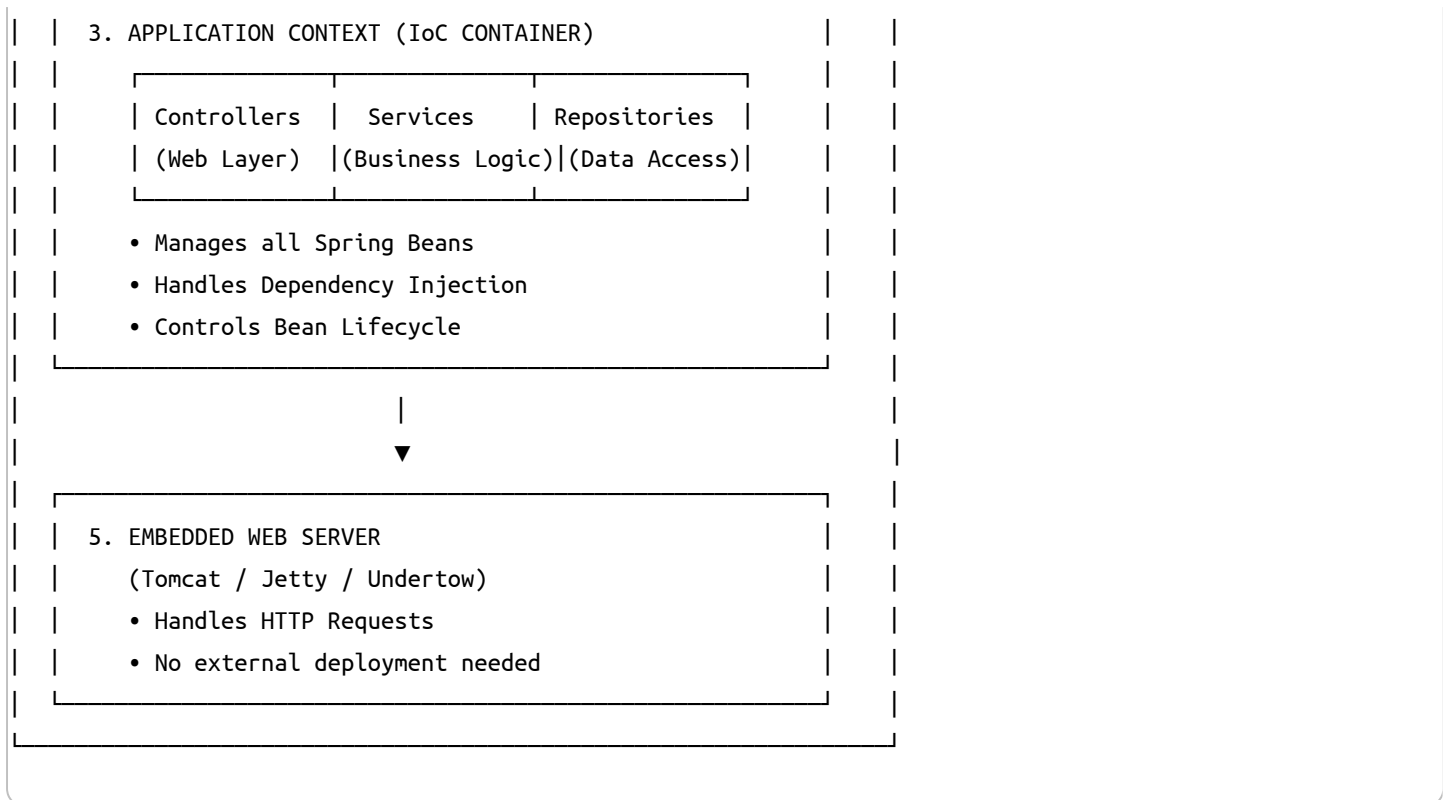 3. APPLICATION CONTEXT (IoC CONTAINER)
Controllers | Services | Repositories
(Web Layer) |(Business Logic)|(Data Access)|
• Manages all Spring Beans
• Handles Dependency Injection
• Controls Bean Lifecycle
▼
5. EMBEDDED WEB SERVER
(Tomcat / Jetty / Undertow)
• Handles HTTP Requests
• No external deployment needed